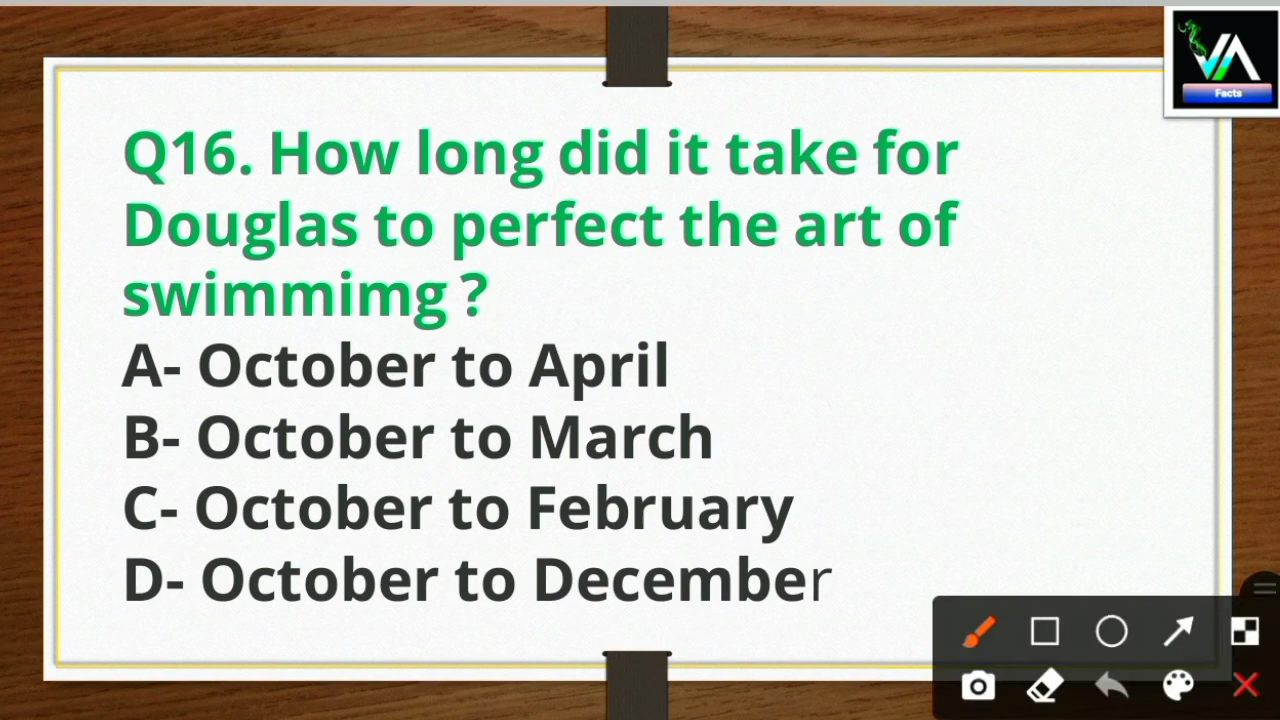 Facts
Q16. How long did it take for
Douglas to perfect the art of
swimmimg ?
A- October to April
B- October to March
C- October to February
D- October to December